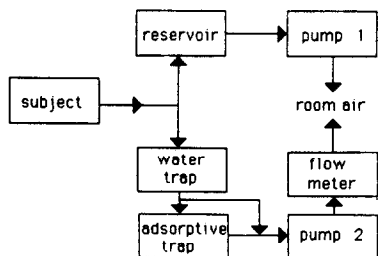 reservoir
pump 1
subject
room air
water
trap
flow
meter
adsorptive
trap
pump 2